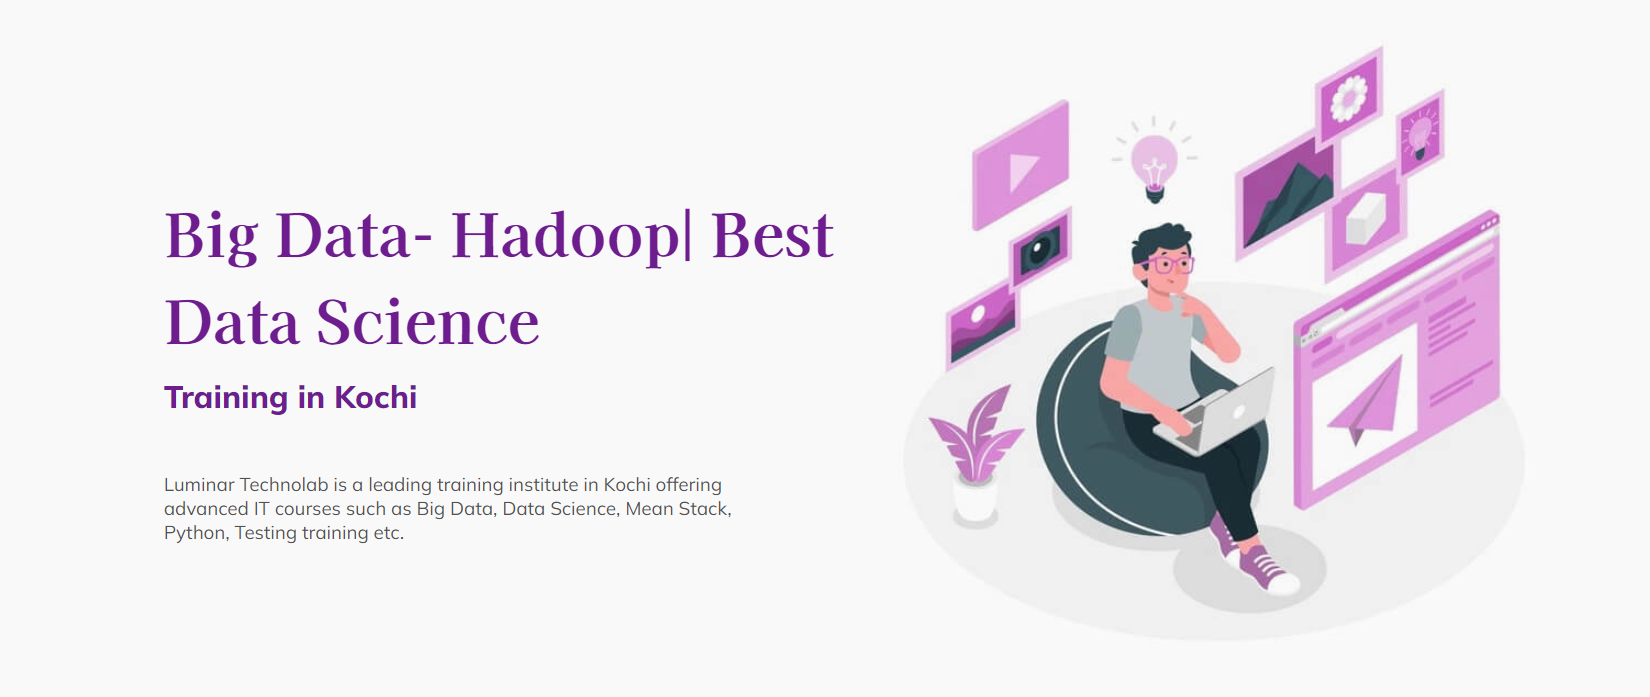 Big Data- Hadoop| Best
Data Science
Training in Kochi
Luminar Technolab is a leading training institute in Kochi offering
advanced IT courses such as Big Data, Data Science, Mean Stack,
Python, Testing training etc.